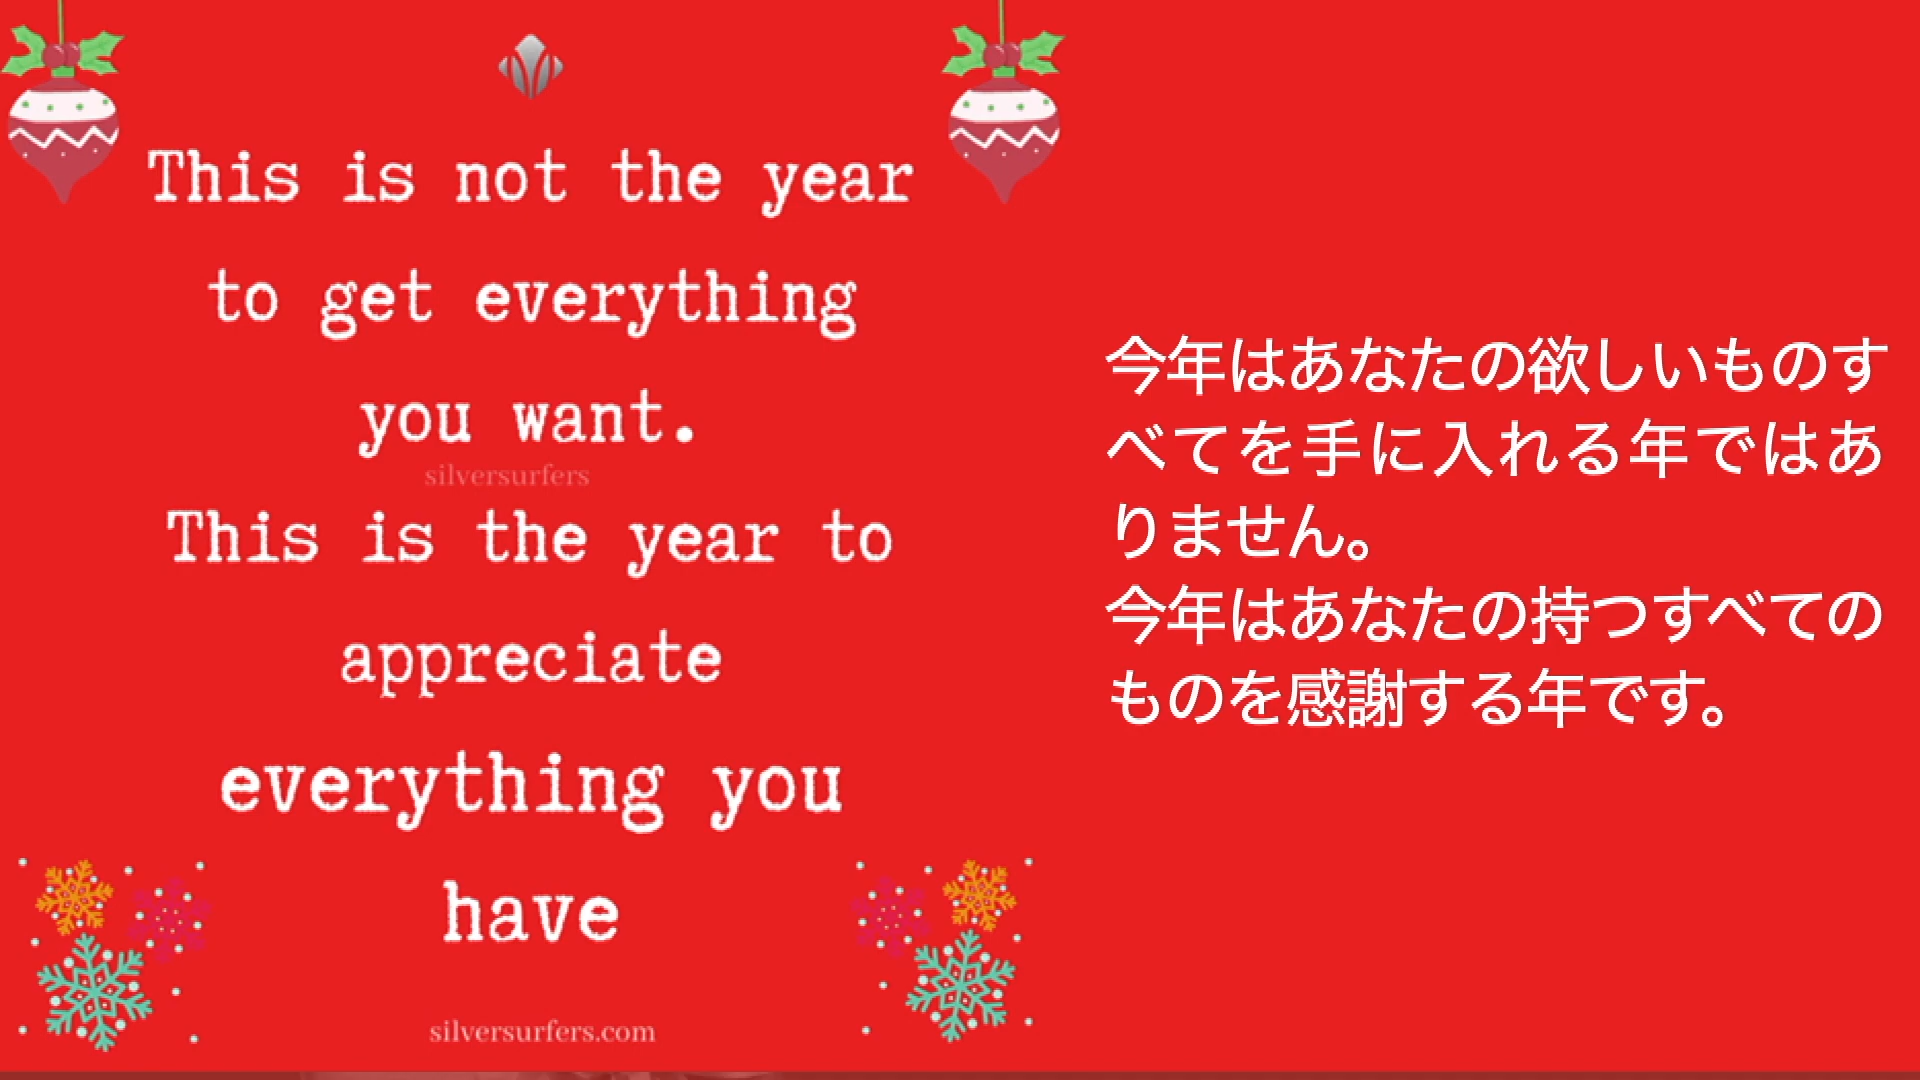 This is not the year
to get everything
you want.
silversurfers
This is the year to
appreciate
everything you
have
silversurfers.com
今年はあなたの欲しいものす
べてを手に入れる年ではあ
りません。
今年はあなたの持つすべての
ものを感謝する年です。